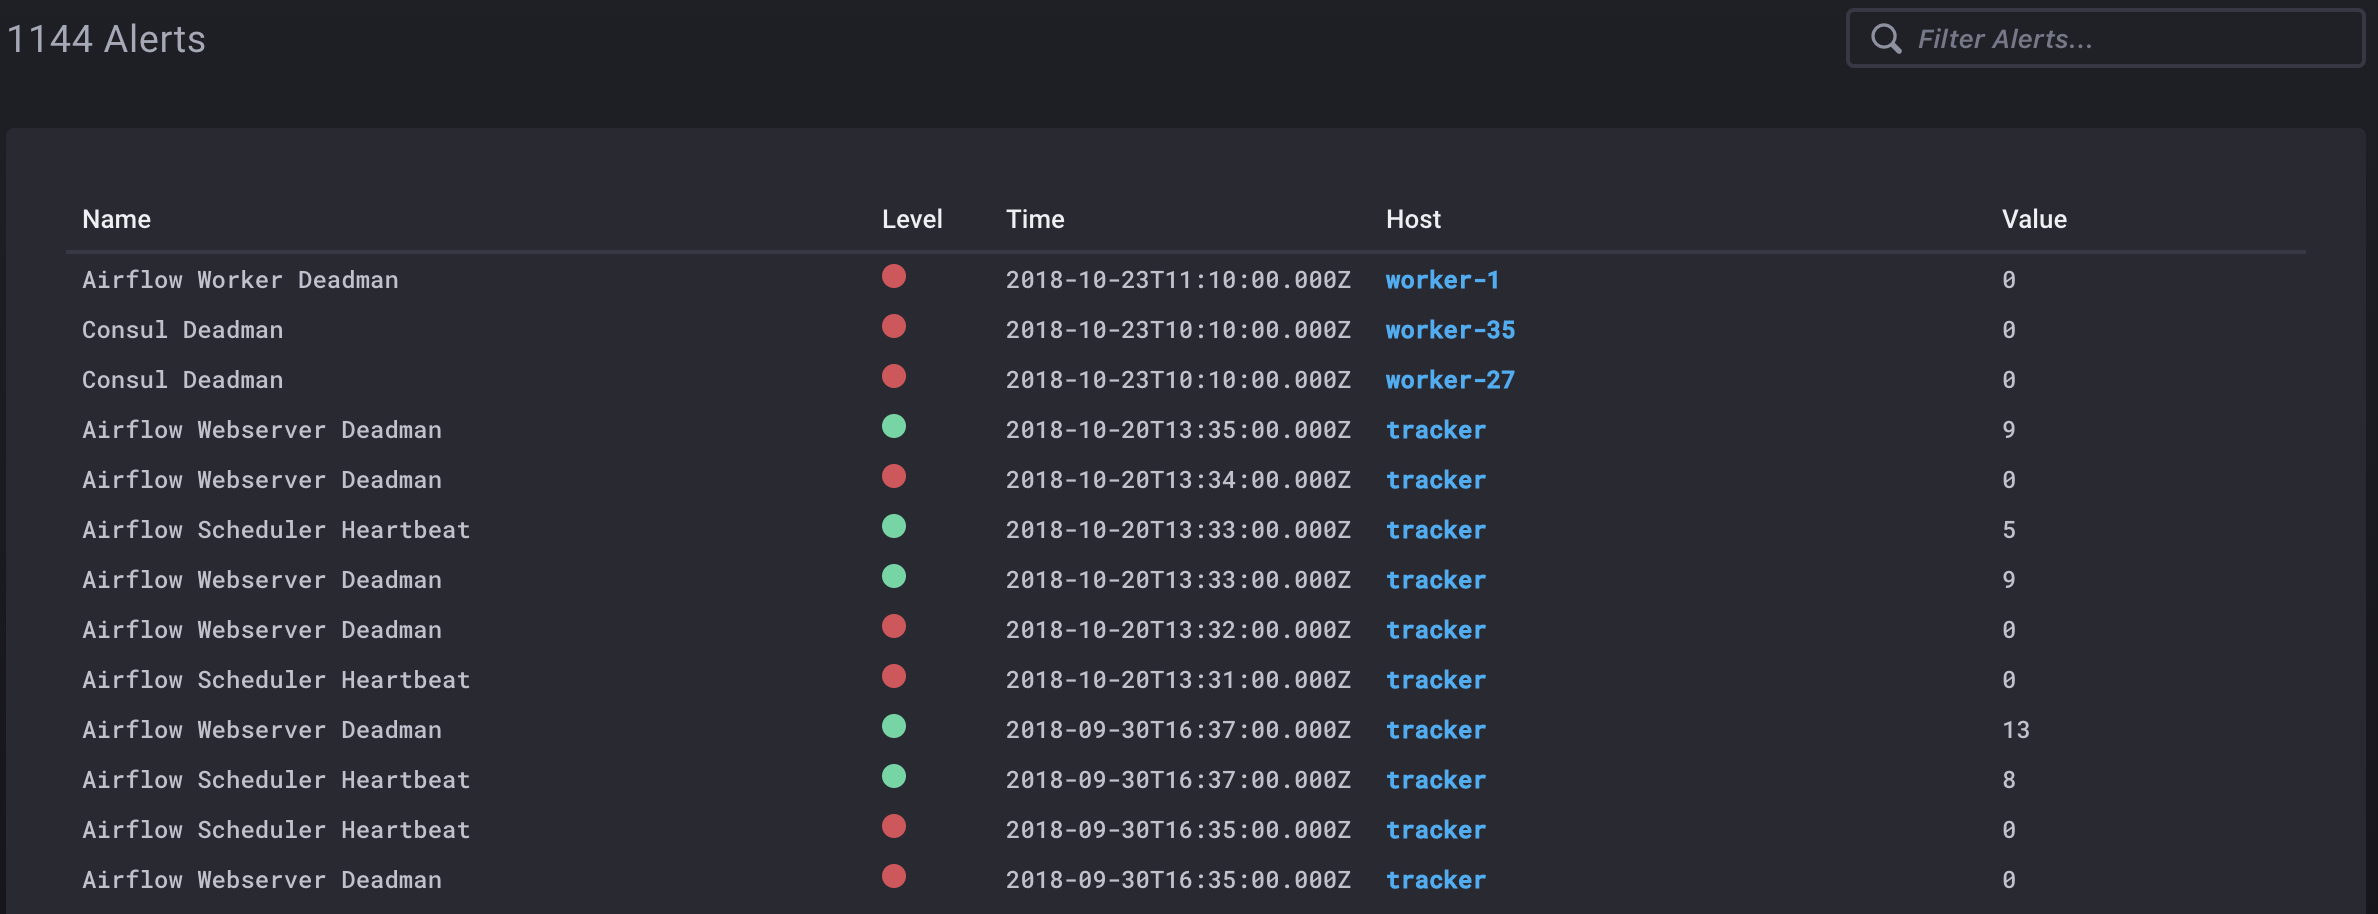 1144 Alerts
Filter Alerts...
Name Level Time Host Value
Airflow Worker Deadman 2018-10-23T11:10:00.000Z worker-1 0
Consul Deadman 2018-10-23T10:10:00.000Z worker-35 0
Consul Deadman 2018-10-23T10:10:00.000Z worker-27 0
Airflow Webserver Deadman 2018-10-20T13:35:00.000Z tracker 9
Airflow Webserver Deadman 2018-10-20T13:34:00.000Z tracker 0
Airflow Scheduler Heartbeat 2018-10-20T13:33:00.000Z tracker 5
Airflow Webserver Deadman 2018-10-20T13:33:00.000Z tracker 9
Airflow Webserver Deadman 2018-10-20T13:32:00.000Z tracker 0
Airflow Scheduler Heartbeat 2018-10-20T13:31:00.000Z tracker 0
Airflow Webserver Deadman 2018-09-30T16:37:00.000Z tracker 13
Airflow Scheduler Heartbeat 2018-09-30T16:37:00.000Z tracker 8
Airflow Scheduler Heartbeat 2018-09-30T16:35:00.000Z tracker 0
Airflow Webserver Deadman 2018-09-30T16:35:00.000Z tracker 0